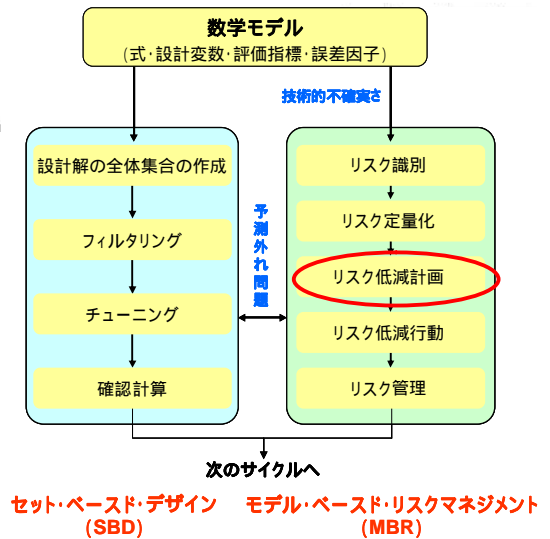 数学モデル
(式・設計変数・評価指標・誤差因子)
技術的不確実さ
設計解の全体集合の作成
フィルタリング
チューニング
確認計算
予測外れ問題
リスク識別
リスク定量化
リスク低減計画
リスク低減行動
リスク管理
次のサイクルへ
セット・ベースド・デザイン
(SBD)
モデル・ベースド・リスクマネジメント
(MBR)